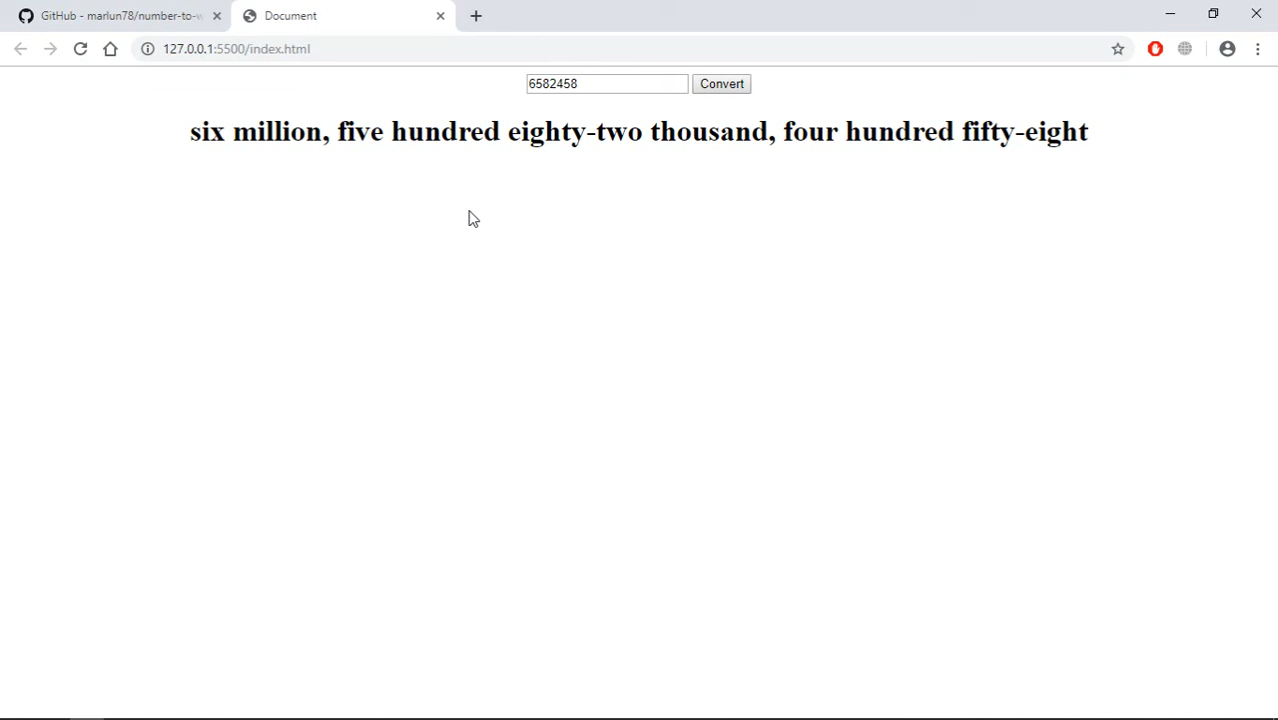 GitHub - marlun78/number-to-w
Document
127.0.0.1:5500/index.html
6582458 Convert
six million, five hundred eighty-two thousand, four hundred fifty-eight